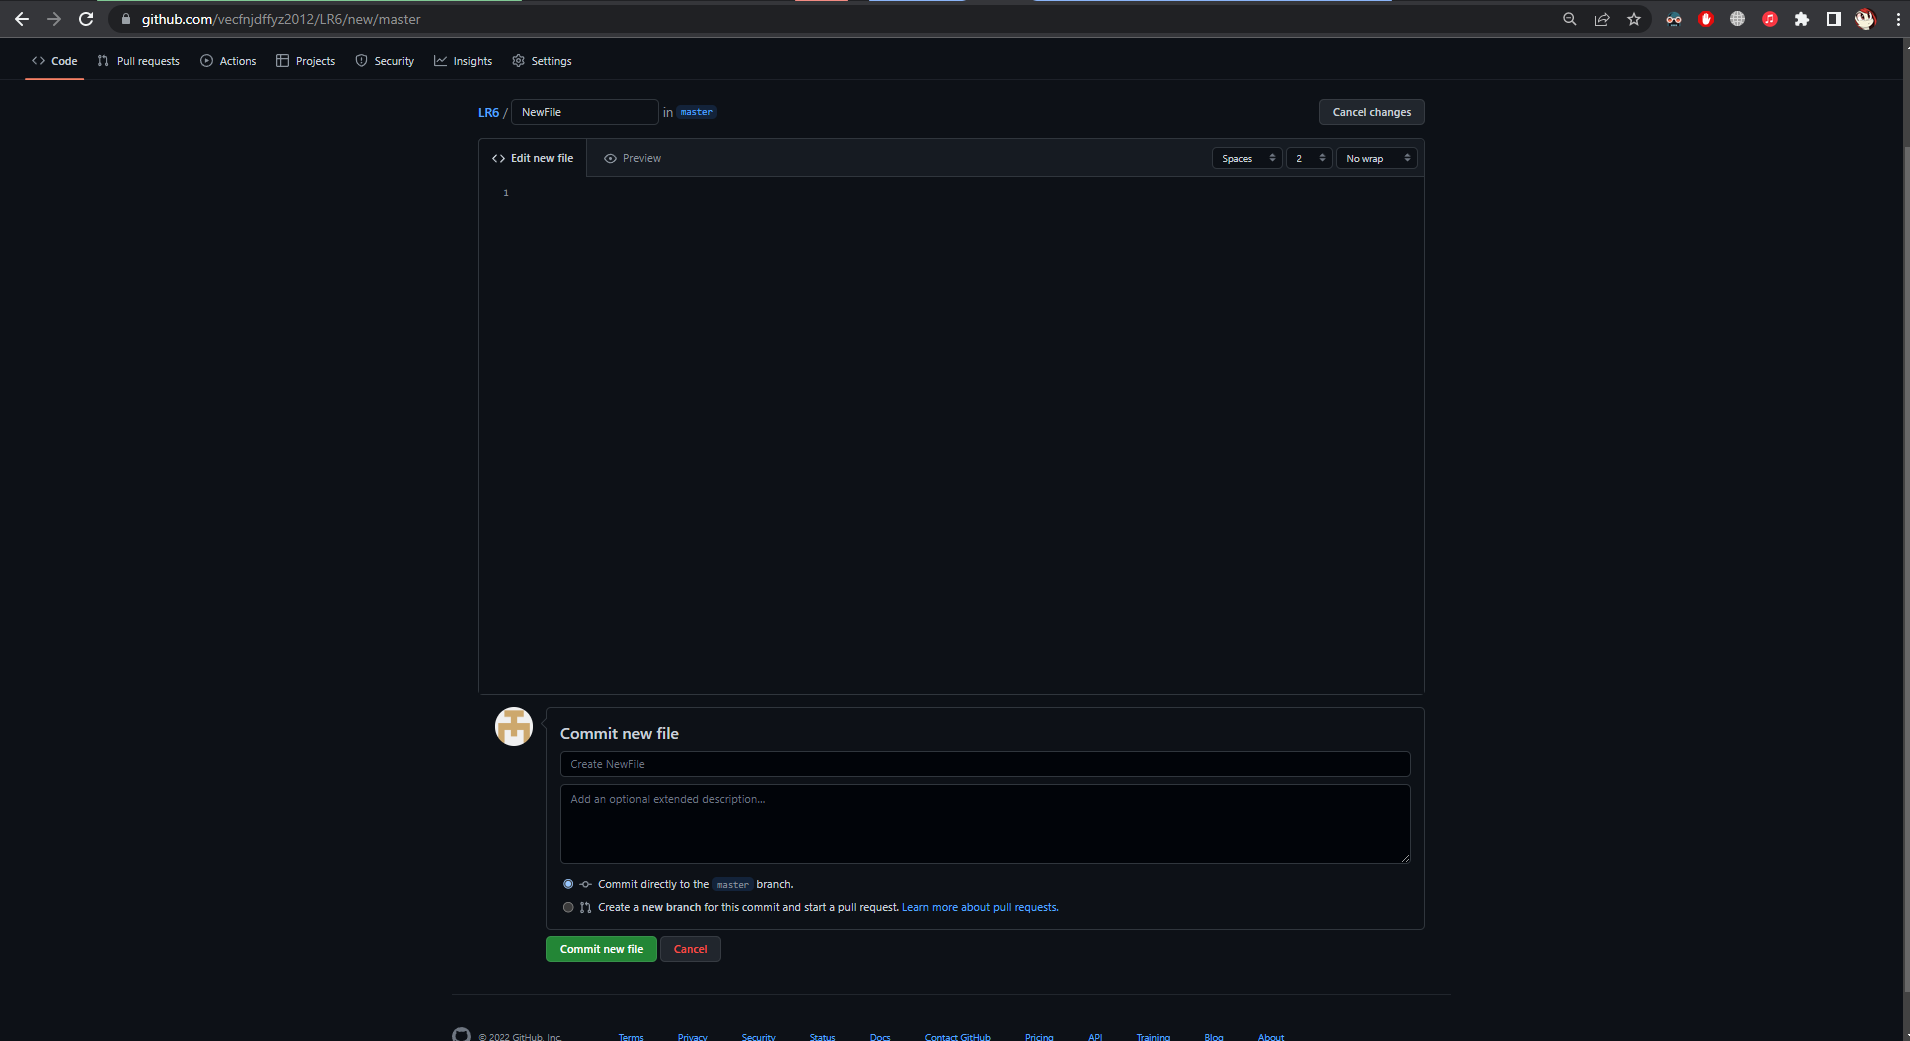 github.com/vecfnjdffyz2012/LR6/new/master
Code Pull requests Actions Projects Security Insights Settings
LR6 / NewFile in master Cancel changes
Edit new file Preview Spaces 2 No wrap
1
Commit new file
Create NewFile
Add an optional extended description...
Commit directly to the master branch.
Create a new branch for this commit and start a pull request. Learn more about pull requests.
Commit new file Cancel
© 2022 GitHub, Inc. Terms Privacy Security Status Docs Contact GitHub Pricing API Training Blog About